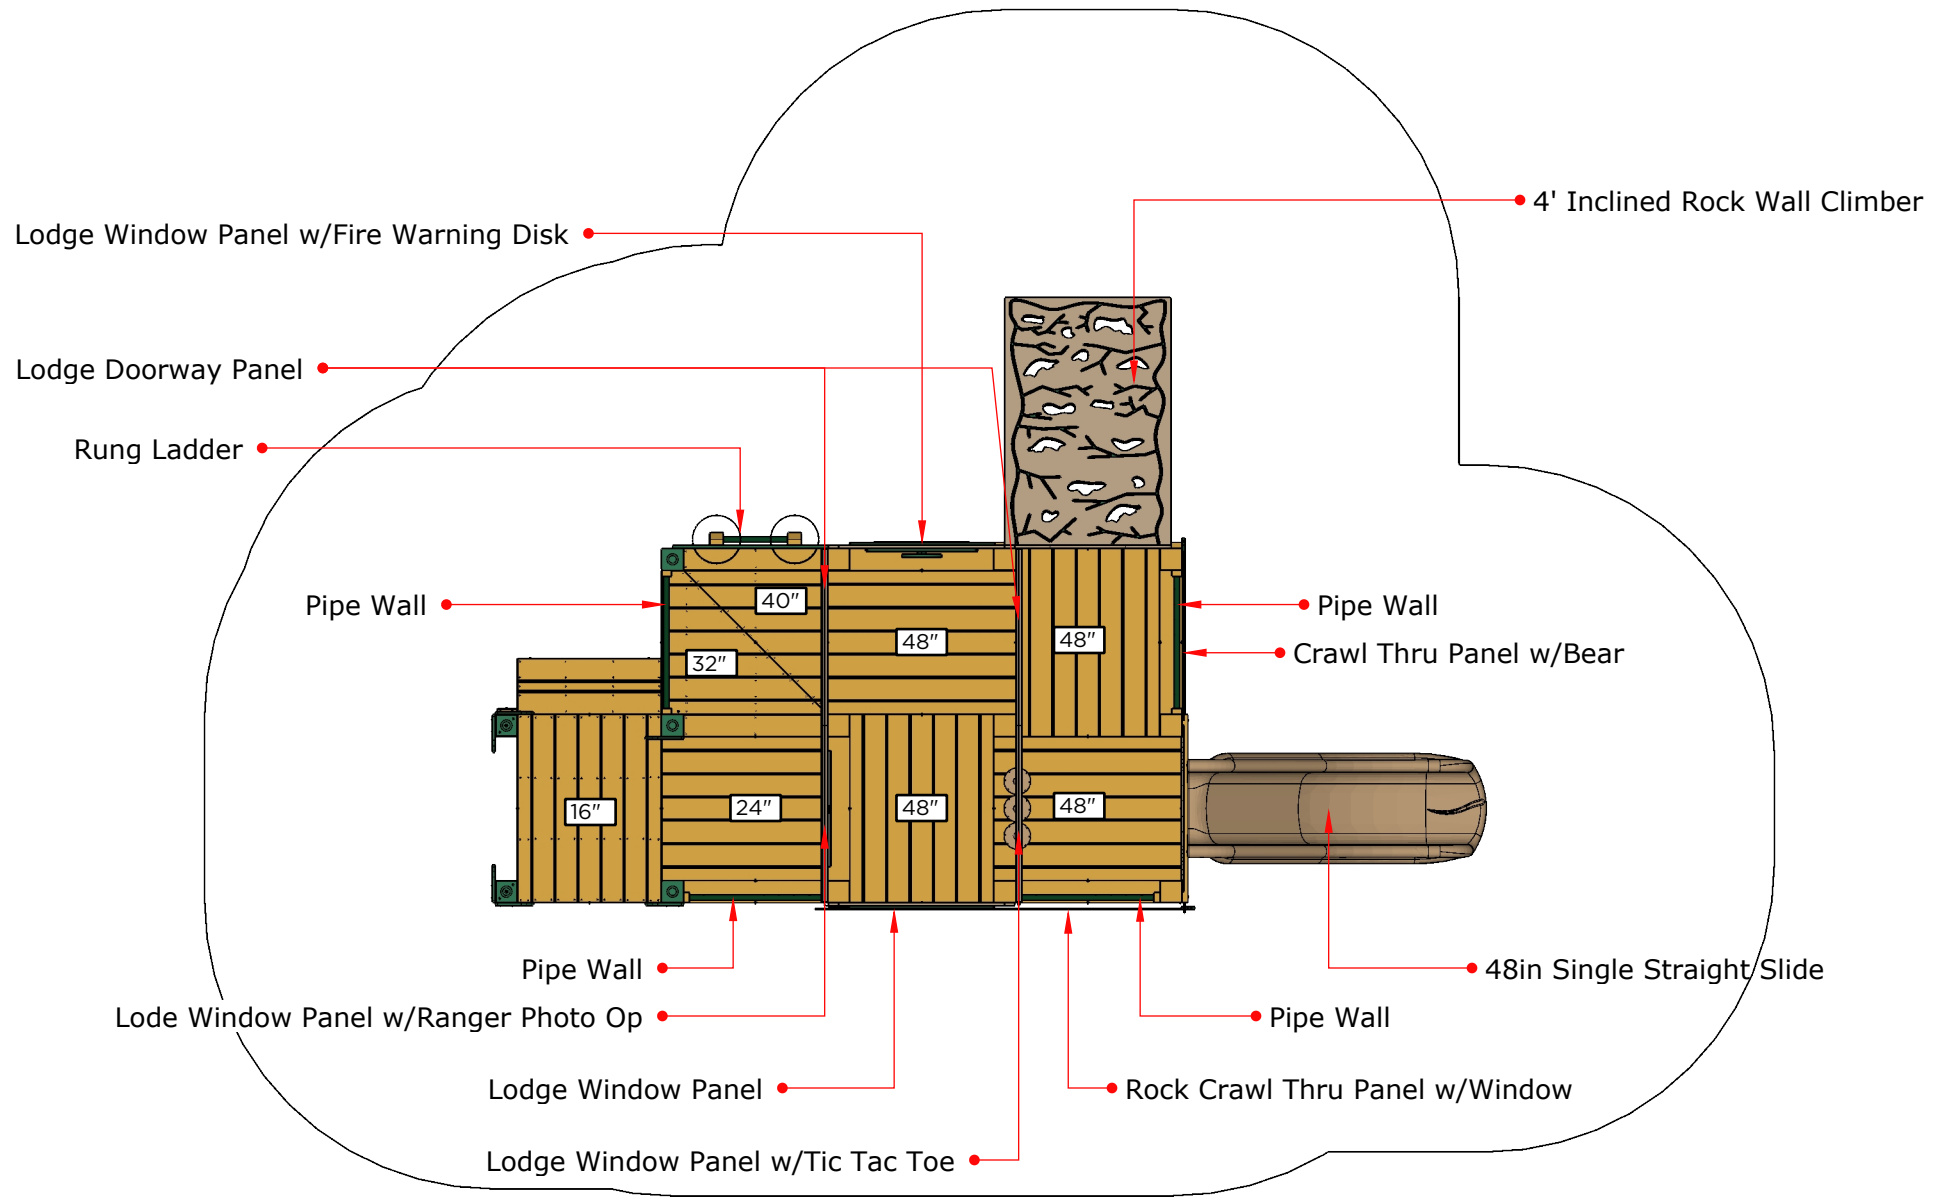 4' Inclined Rock Wall Climber
Lodge Window Panel w/Fire Warning Disk
Lodge Doorway Panel
Rung Ladder
Pipe Wall
40"
Pipe Wall
48"
48"
32"
Crawl Thru Panel w/Bear
16"
24"
48"
48"
Pipe Wall
48in Single Straight Slide
Lode Window Panel w/Ranger Photo Op
Pipe Wall
Lodge Window Panel
Rock Crawl Thru Panel w/Window
Lodge Window Panel w/Tic Tac Toe